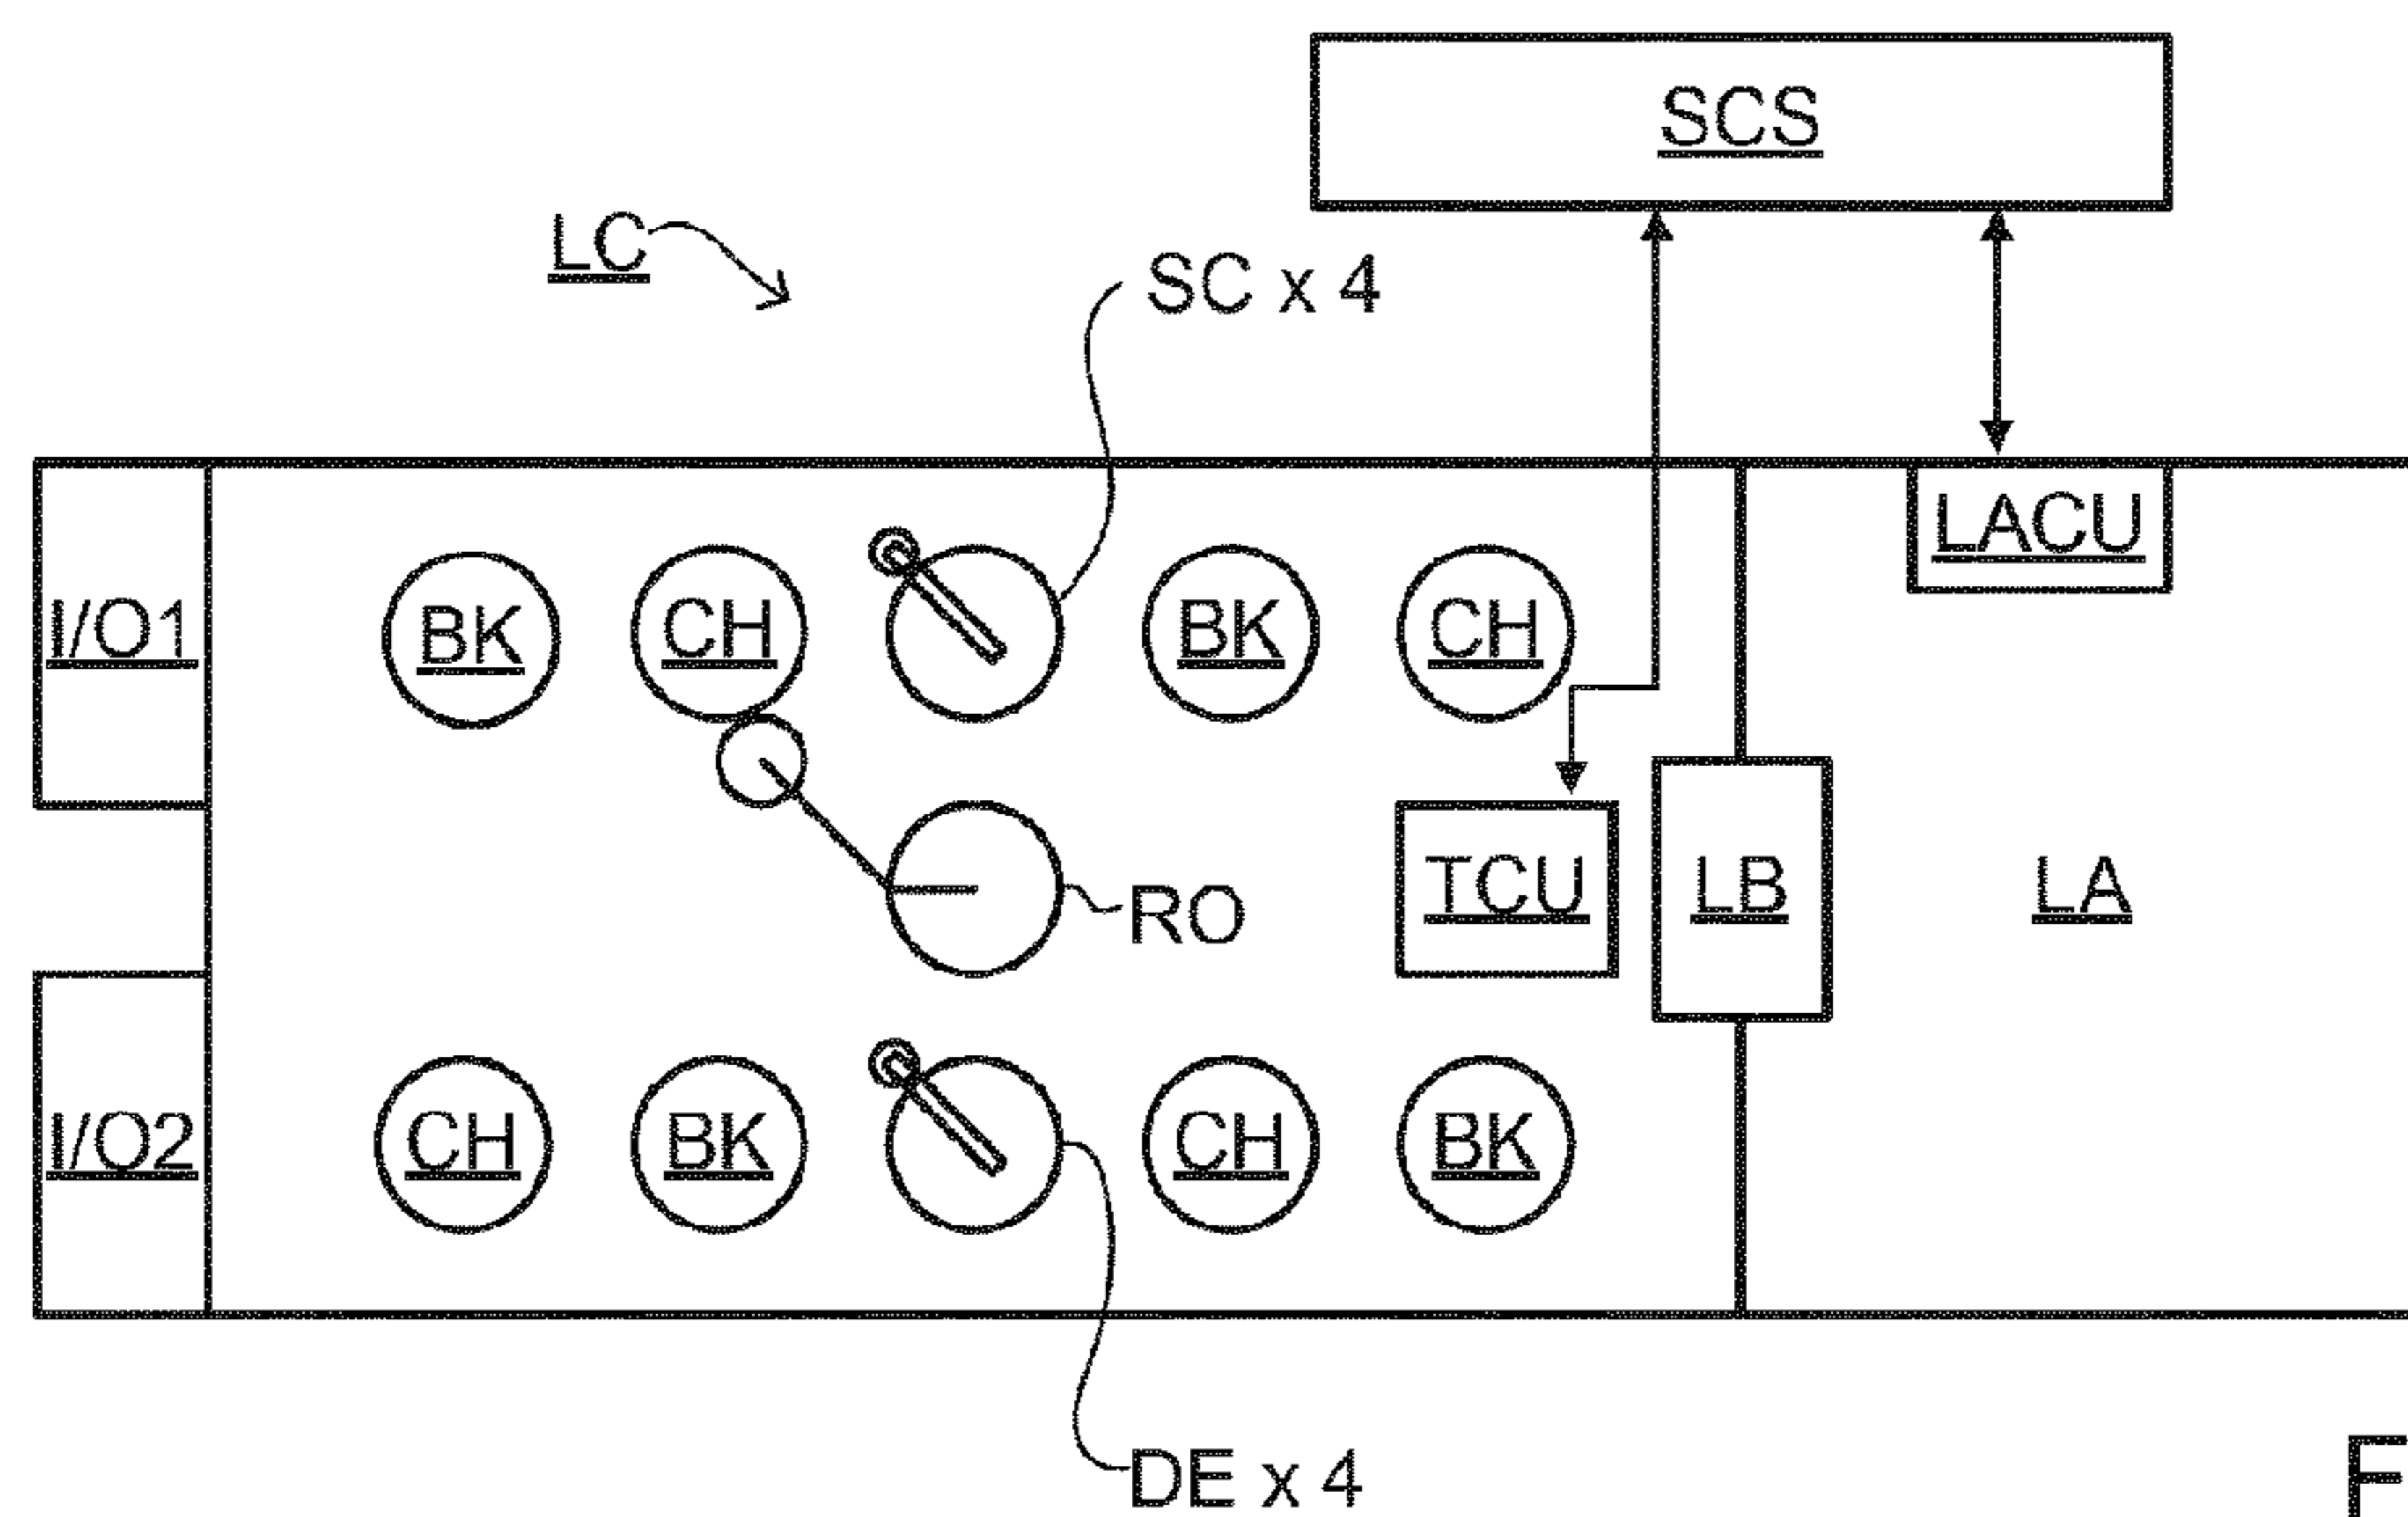 SCS
LC
SC x 4
LACU
I/O1
BK
CH
BK
CH
TCU
LB
LA
RO
I/O2
CH
BK
CH
BK
DE x 4
F